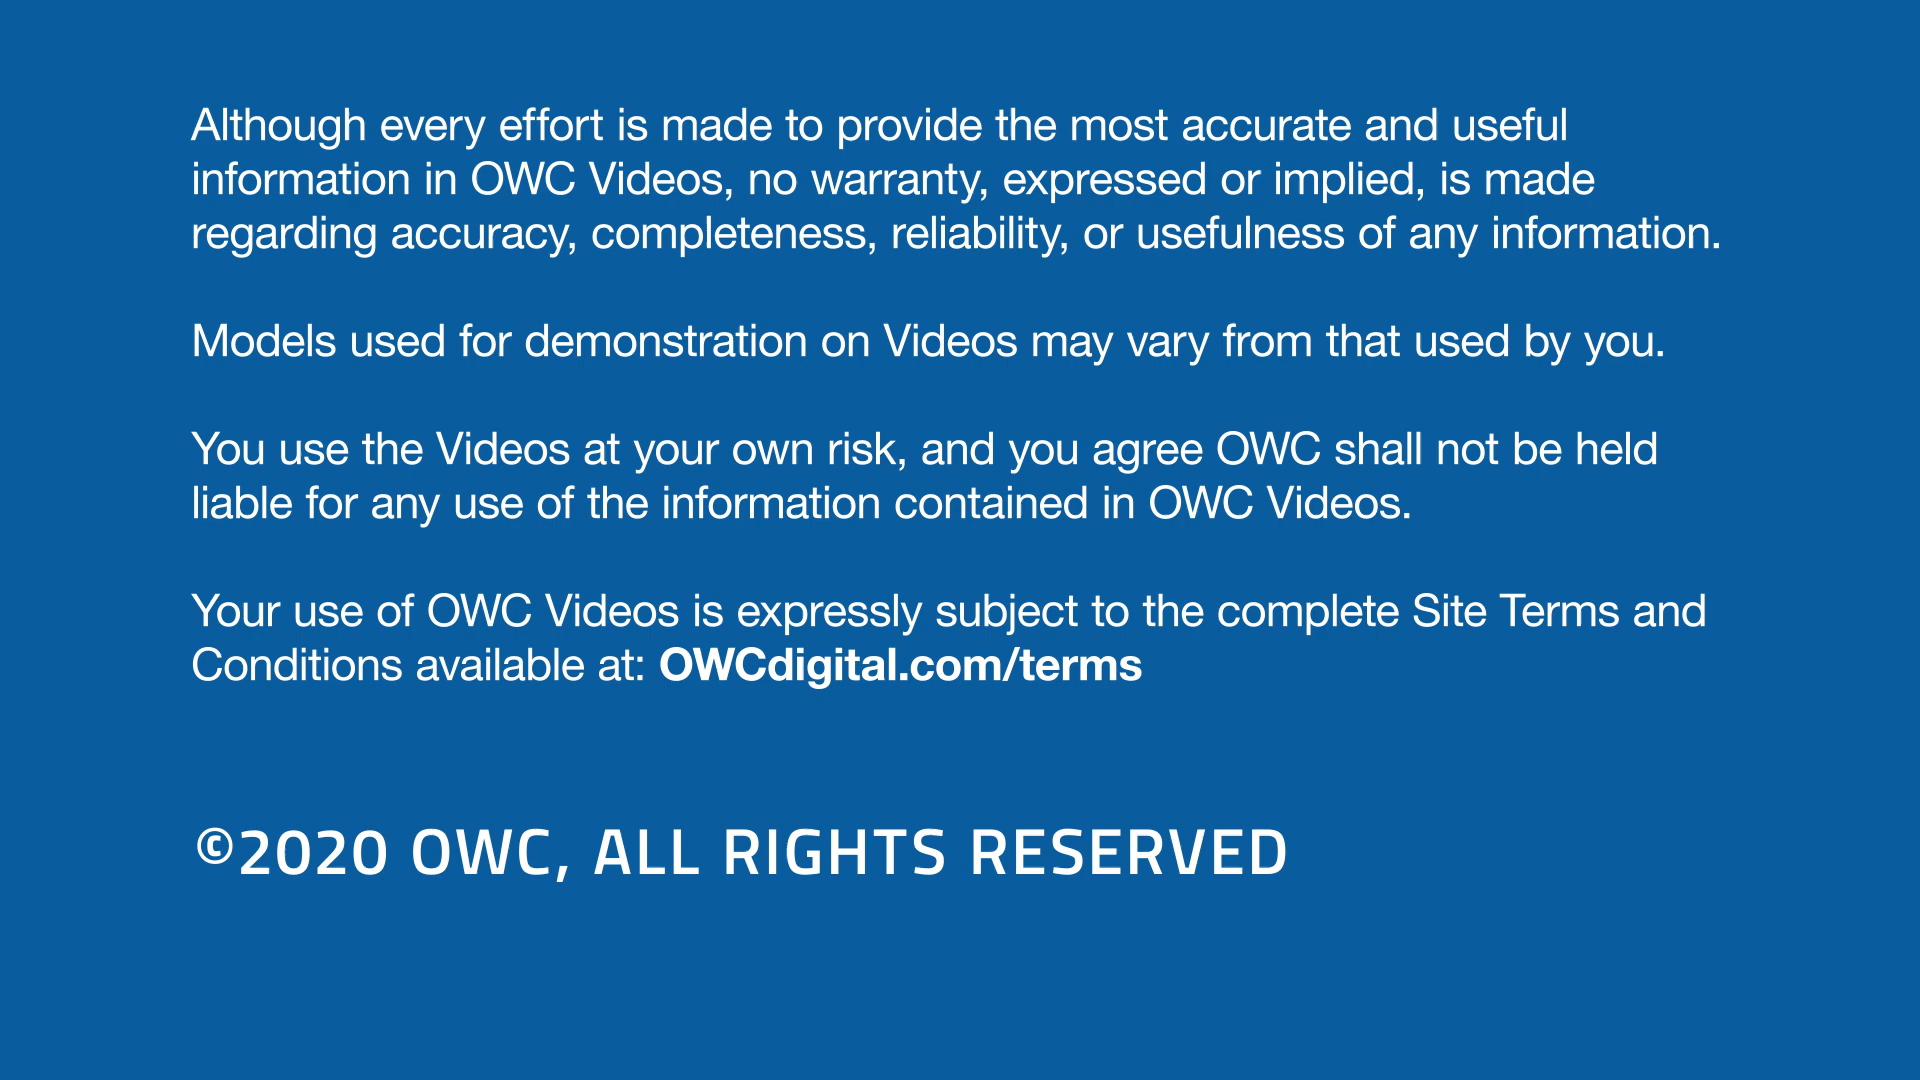 Although every effort is made to provide the most accurate and useful
information in OWC Videos, no warranty, expressed or implied, is made
regarding accuracy, completeness, reliability, or usefulness of any information.
Models used for demonstration on Videos may vary from that used by you.
You use the Videos at your own risk, and you agree OWC shall not be held
liable for any use of the information contained in OWC Videos.
Your use of OWC Videos is expressly subject to the complete Site Terms and
Conditions available at: OWCdigital.com/terms
©2020 OWC, ALL RIGHTS RESERVED